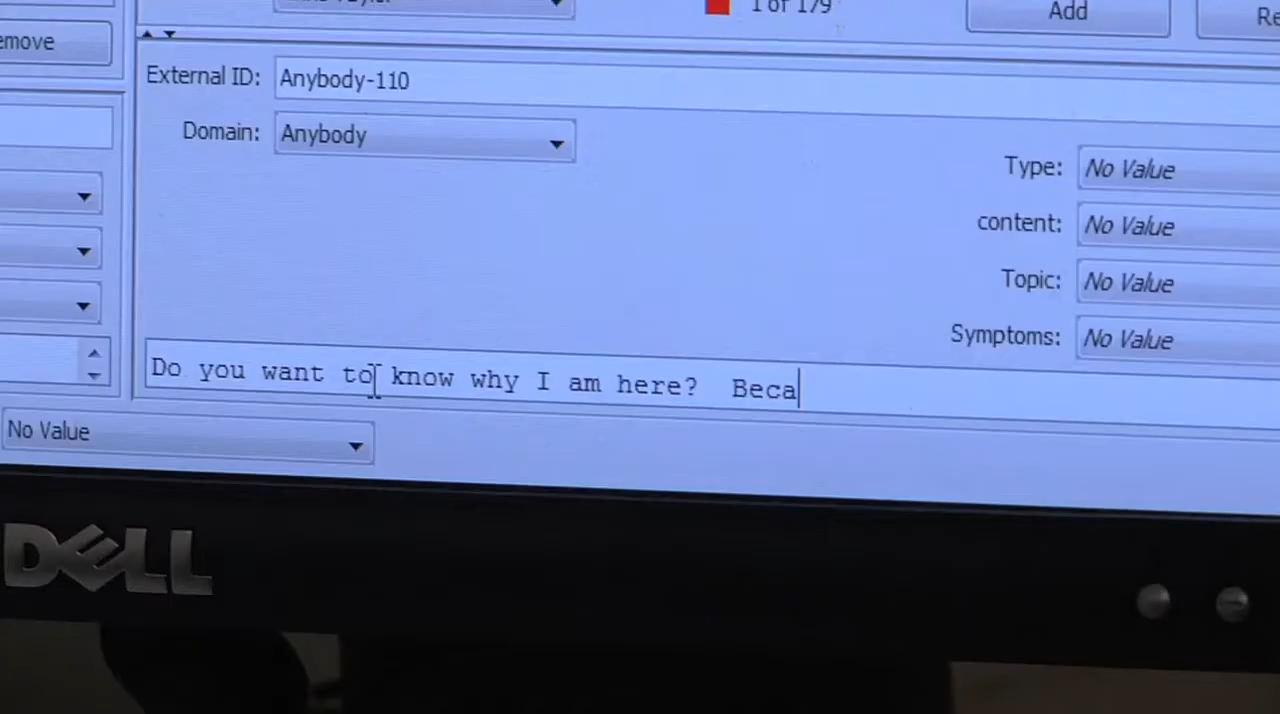 1 of 179
Add
emove
External ID: Anybody-110
Domain: Anybody
Type: No Value
content: No Value
Topic: No Value
Symptoms: No Value
Do you want to know why I am here?  Beca
No Value
DELL